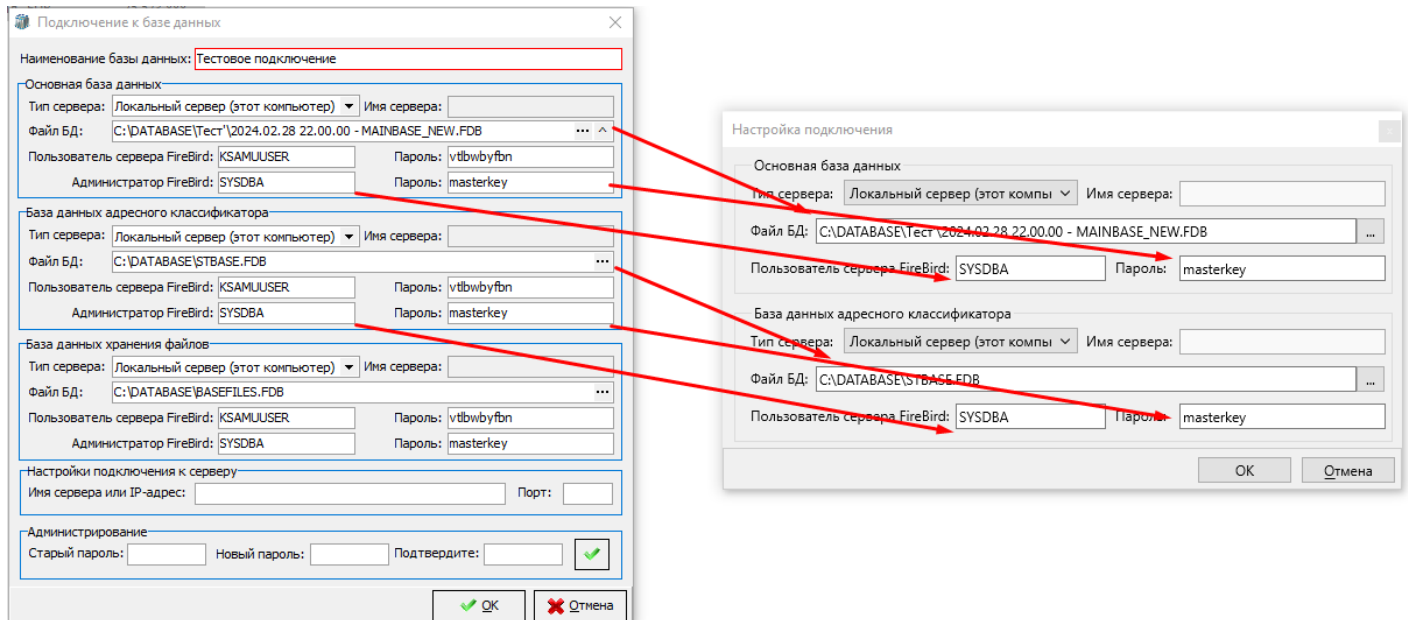 Подключение к базе данных
Наименование базы данных: Тестовое подключение
Основная база данных
Тип сервера: Локальный сервер (этот компьютер) Имя сервера:
Файл БД: C:\DATABASE\Тест'\2024.02.28 22.00.00 - MAINBASE_NEW.FDB ...
Пользователь сервера FireBird: KSAMUUSER Пароль: vtlbwbyfbn
Администратор FireBird: SYSDBA Пароль: masterkey
База данных адресного классификатора
Тип сервера: Локальный сервер (этот компьютер) Имя сервера:
Файл БД: C:\DATABASE\STBASE.FDB ...
Пользователь сервера FireBird: KSAMUUSER Пароль: vtlbwbyfbn
Администратор FireBird: SYSDBA Пароль: masterkey
База данных хранения файлов
Тип сервера: Локальный сервер (этот компьютер) Имя сервера:
Файл БД: C:\DATABASE\BASEFILES.FDB ...
Пользователь сервера FireBird: KSAMUUSER Пароль: vtlbwbyfbn
Администратор FireBird: SYSDBA Пароль: masterkey
Настройки подключения к серверу
Имя сервера или IP-адрес: Порт:
Администрирование
Старый пароль: Новый пароль: Подтвердите:
OK Отмена
Настройка подключения
Основная база данных
Тип сервера: Локальный сервер (этот компы Имя сервера:
Файл БД: C:\DATABASE\Тест'\2024.02.28 22.00.00 - MAINBASE_NEW.FDB ...
Пользователь сервера FireBird: SYSDBA Пароль: masterkey
База данных адресного классификатора
Тип сервера: Локальный сервер (этот компы Имя сервера:
Файл БД: C:\DATABASE\STBASE.FDB ...
Пользователь сервера FireBird: SYSDBA Пароль: masterkey
OK Отмена